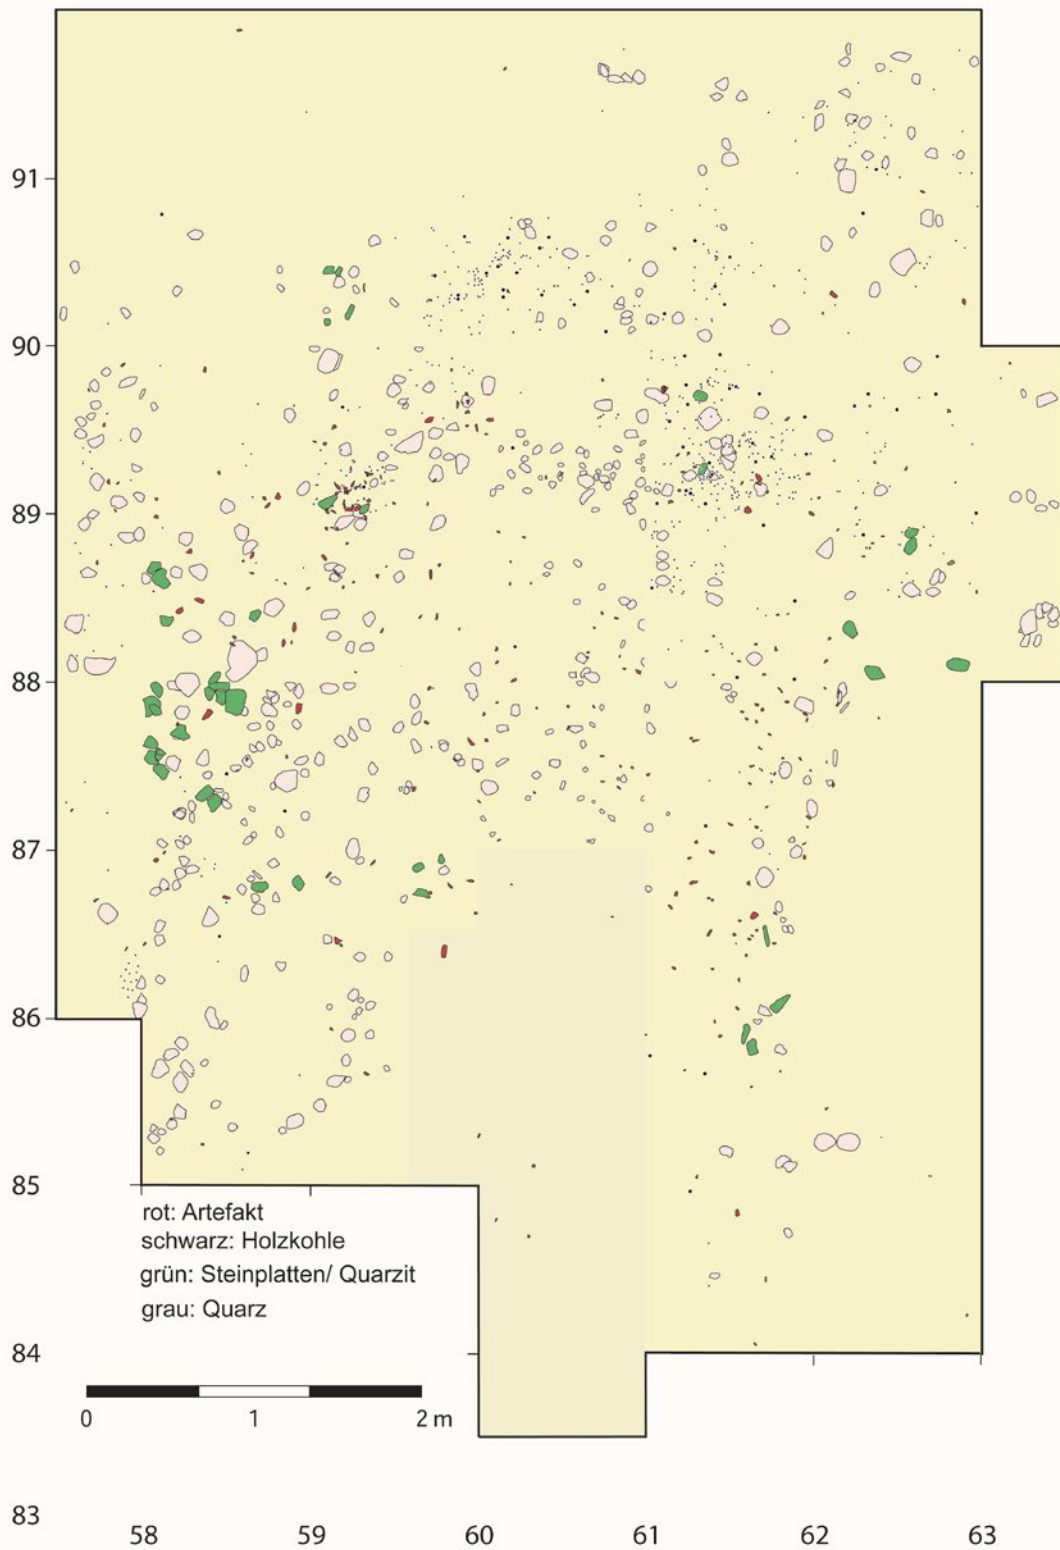 91
90
89
88
87
86
85
rot: Artefakt
schwarz: Holzkohle
grün: Steinplatten/ Quarzit
grau: Quarz
84
0 1 2 m
83
58 59 60 61 62 63